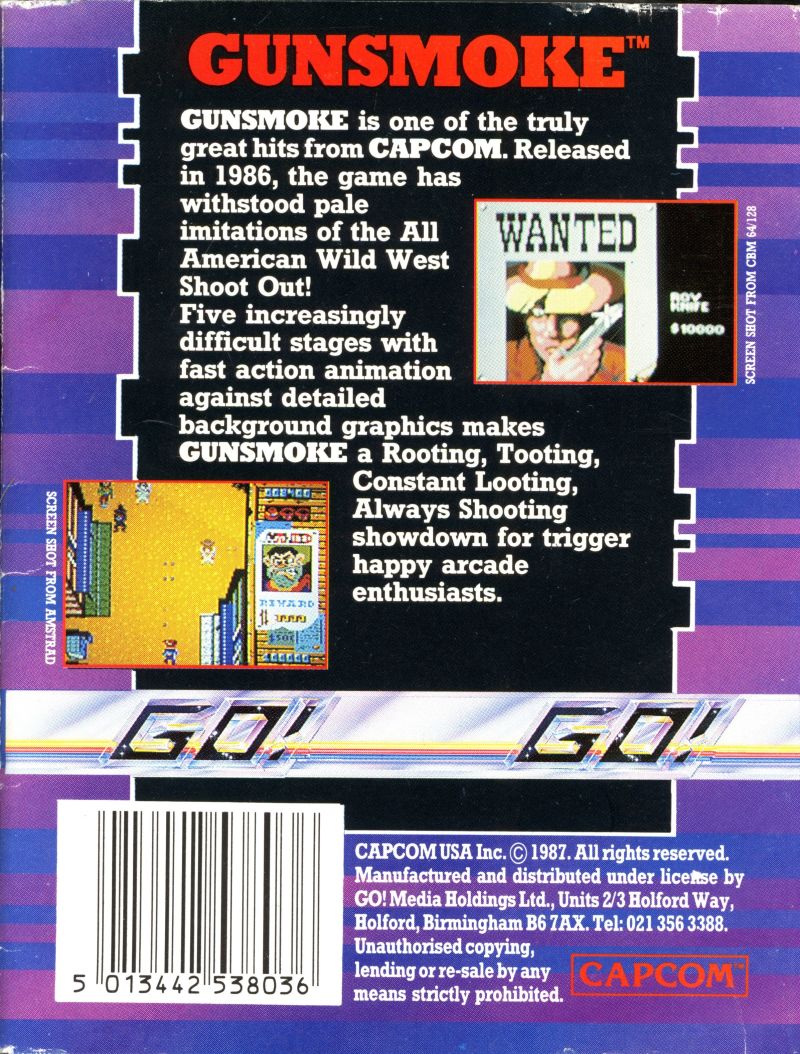 GUNSMOKE™
GUNSMOKE is one of the truly
great hits from CAPCOM. Released
in 1986, the game has
withstood pale
imitations of the All
American Wild West
Shoot Out!
Five increasingly
difficult stages with
fast action animation
against detailed
background graphics makes
GUNSMOKE a Rooting, Tooting,
Constant Looting,
Always Shooting
showdown for trigger
happy arcade
enthusiasts.
WANTED
ROY
KNIFE
$10000
SCREEN SHOT FROM CBM 64/128
REWARD
SCREEN SHOT FROM AMSTRAD
GO! GO!
5 013442 538036
CAPCOM USA Inc. © 1987. All rights reserved.
Manufactured and distributed under license by
GO! Media Holdings Ltd., Units 2/3 Holford Way,
Holford, Birmingham B6 7AX. Tel: 021 356 3388.
Unauthorised copying,
lending or re-sale by any
means strictly prohibited.
CAPCOM™